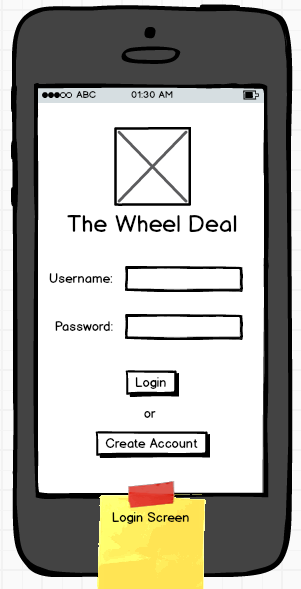 ABC 01:30 AM
The Wheel Deal
Username:
Password:
Login
or
Create Account
Login Screen